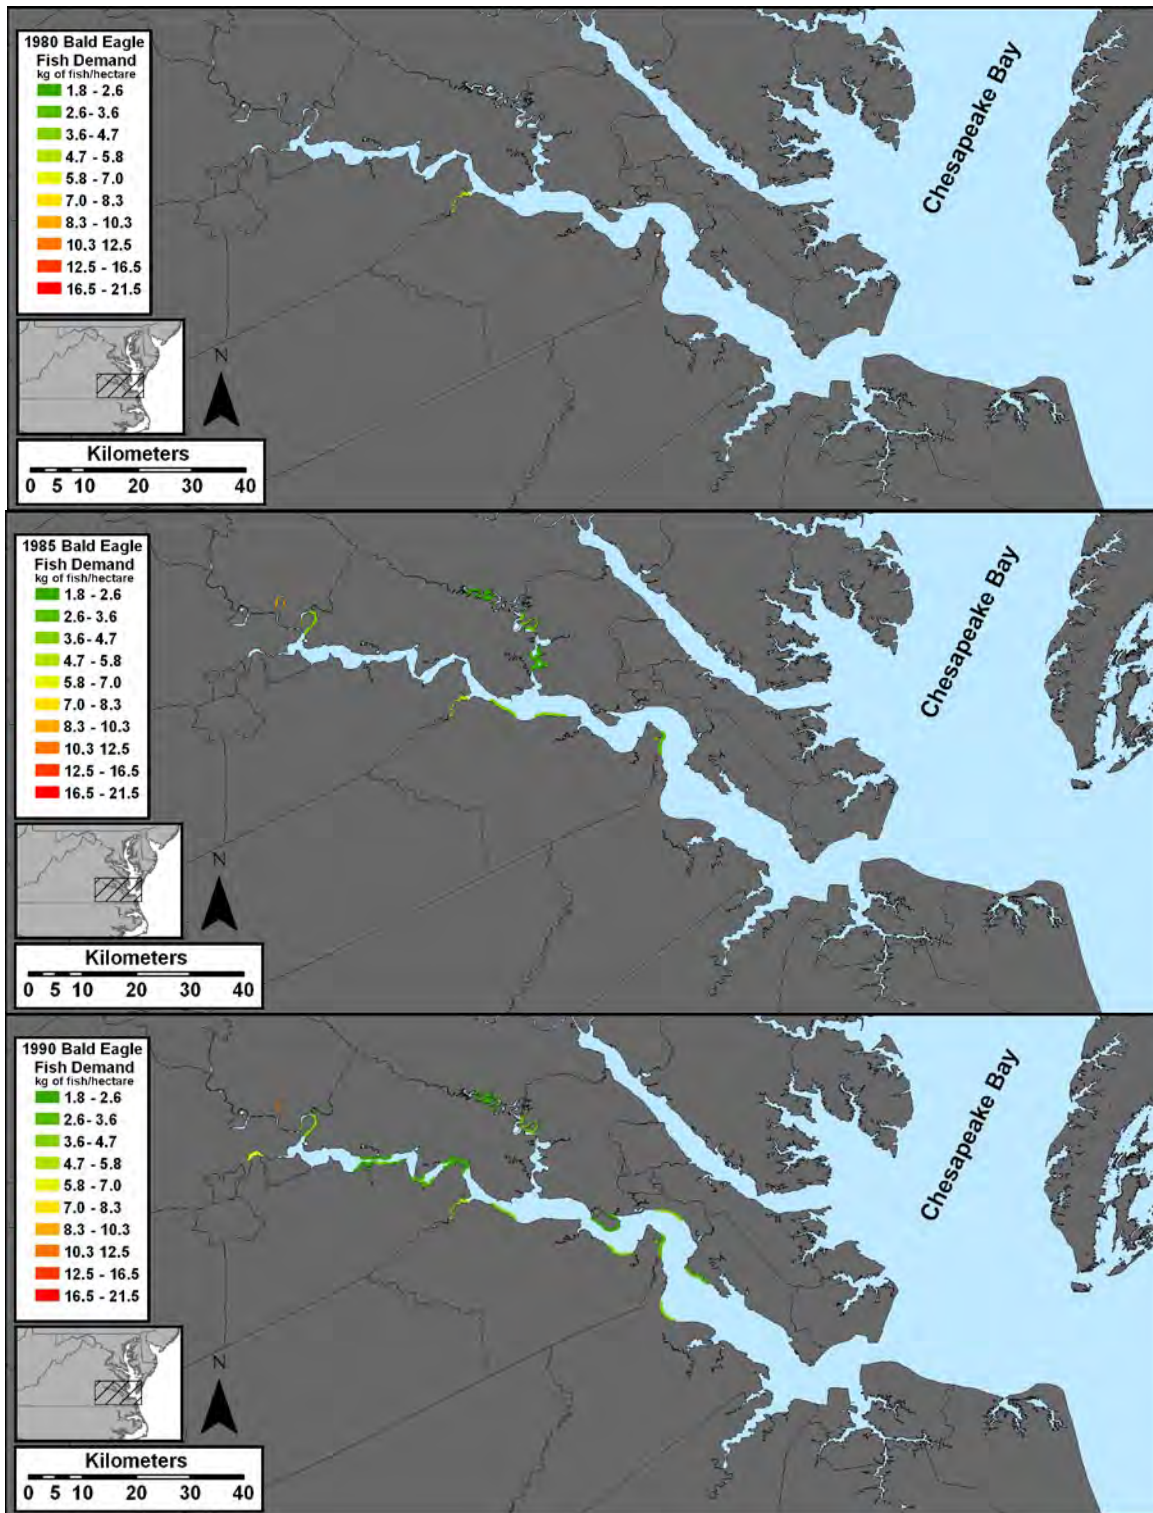 1980 Bald Eagle
Fish Demand
kg of fish/hectare
1.8 - 2.6
2.6 - 3.6
3.6 - 4.7
4.7 - 5.8
5.8 - 7.0
7.0 - 8.3
8.3 - 10.3
10.3 12.5
12.5 - 16.5
16.5 - 21.5
Chesapeake Bay
N
Kilometers
0 5 10 20 30 40
1985 Bald Eagle
Fish Demand
kg of fish/hectare
1.8 - 2.6
2.6 - 3.6
3.6 - 4.7
4.7 - 5.8
5.8 - 7.0
7.0 - 8.3
8.3 - 10.3
10.3 12.5
12.5 - 16.5
16.5 - 21.5
Chesapeake Bay
N
Kilometers
0 5 10 20 30 40
1990 Bald Eagle
Fish Demand
kg of fish/hectare
1.8 - 2.6
2.6 - 3.6
3.6 - 4.7
4.7 - 5.8
5.8 - 7.0
7.0 - 8.3
8.3 - 10.3
10.3 12.5
12.5 - 16.5
16.5 - 21.5
Chesapeake Bay
N
Kilometers
0 5 10 20 30 40